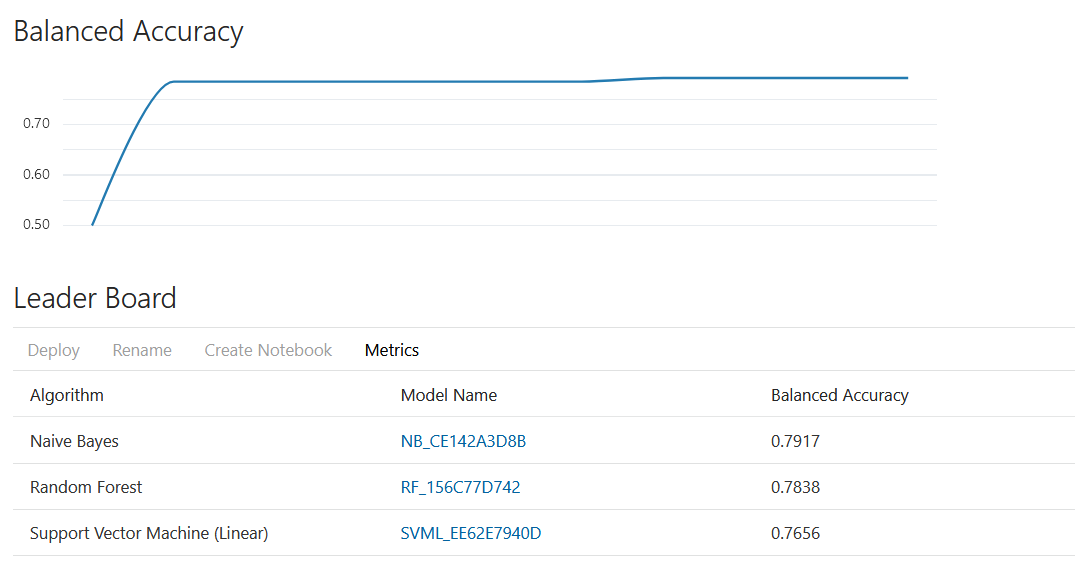 Balanced Accuracy
0.70
0.60
0.50
Leader Board
Deploy Rename Create Notebook Metrics
Algorithm Model Name Balanced Accuracy
Naive Bayes NB_CE142A3D8B 0.7917
Random Forest RF_156C77D742 0.7838
Support Vector Machine (Linear) SVML_EE62E7940D 0.7656